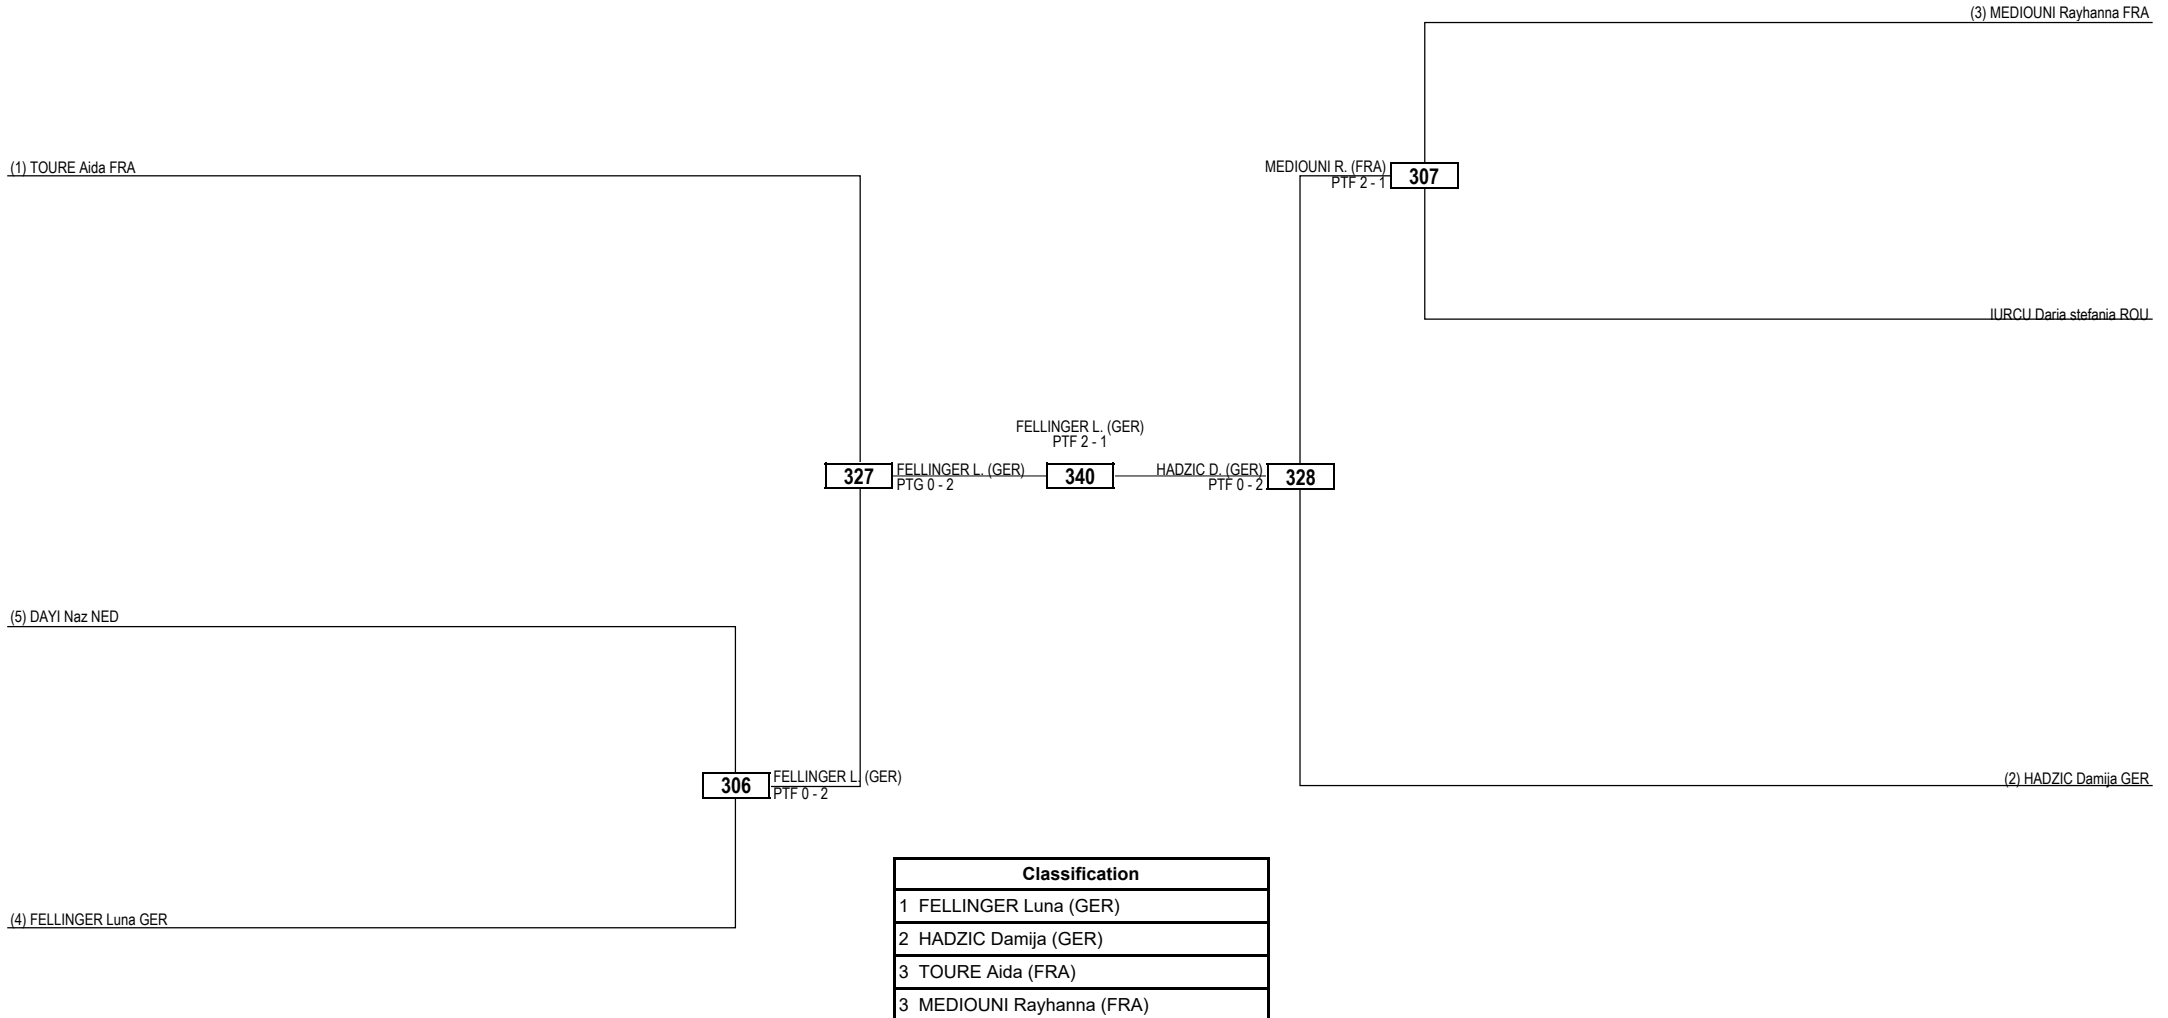 (3) MEDIOUNI Rayhanna FRA
(1) TOURE Aida FRA
MEDIOUNI R. (FRA)
PTF 2 - 1
307
IURCU Daria stefania ROU
FELLINGER L. (GER)
PTF 2 - 1
327
FELLINGER L. (GER)
PTG 0 - 2
340
HADZIC D. (GER)
PTF 0 - 2
328
(5) DAYI Naz NED
306
FELLINGER L. (GER)
PTF 0 - 2
(2) HADZIC Damija GER
(4) FELLINGER Luna GER
Classification
1 FELLINGER Luna (GER)
2 HADZIC Damija (GER)
3 TOURE Aida (FRA)
3 MEDIOUNI Rayhanna (FRA)